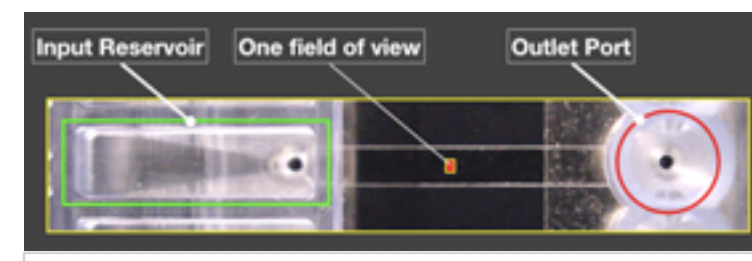 Input Reservoir
One field of view
Outlet Port